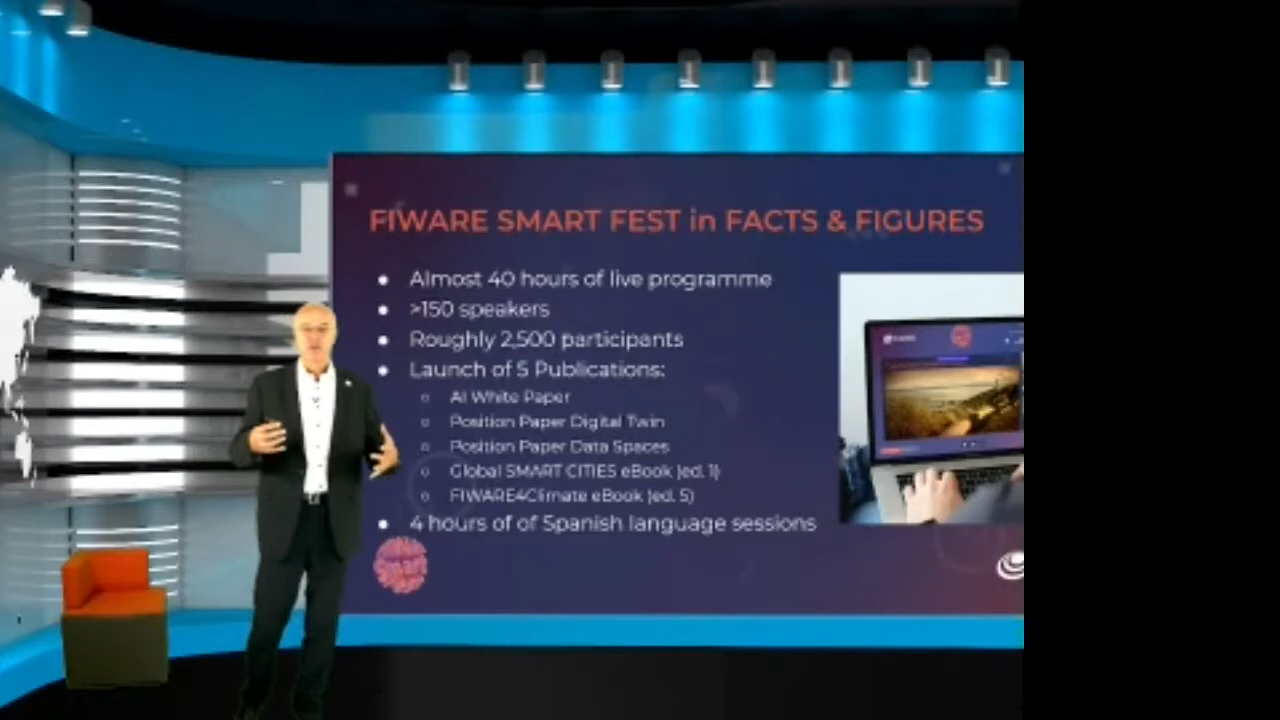 FIWARE SMART FEST in FACTS & FIGURES
● Almost 40 hours of live programme
● >150 speakers
● Roughly 2,500 participants
● Launch of 5 Publications:
○ AI White Paper
○ Position Paper Digital Twin
○ Position Paper Data Spaces
○ Global SMART CITIES eBook (ed. 1)
○ FIWARE4Climate eBook (ed. 5)
● 4 hours of of Spanish language sessions
Smart